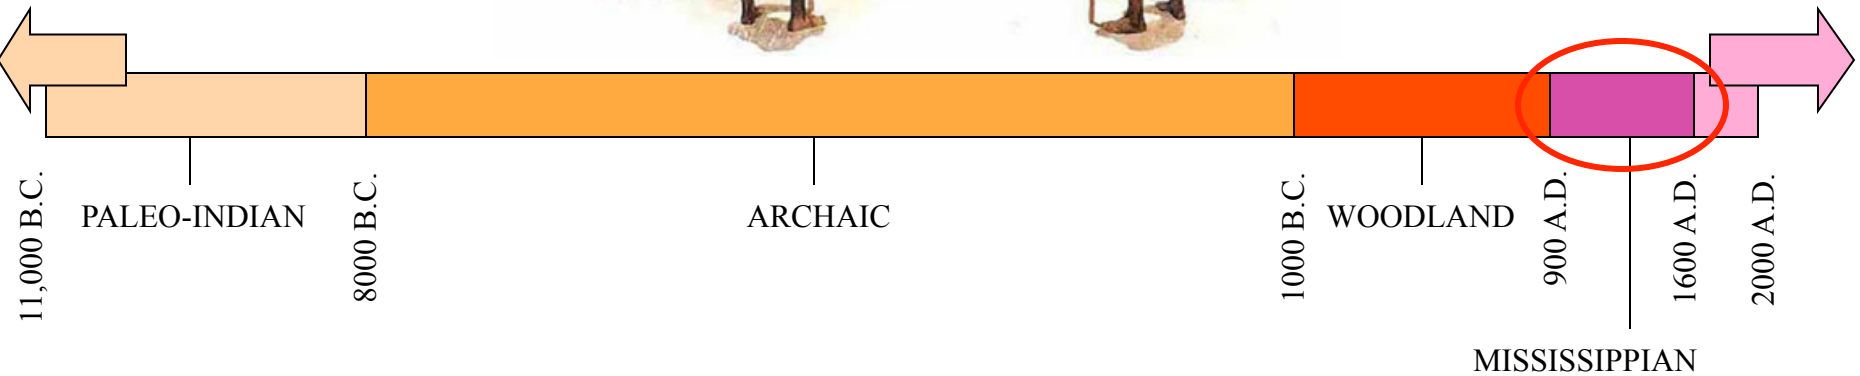 11,000 B.C.
PALEO-INDIAN
8000 B.C.
ARCHAIC
1000 B.C.
WOODLAND
900 A.D.
1600 A.D.
2000 A.D.
MISSISSIPPIAN